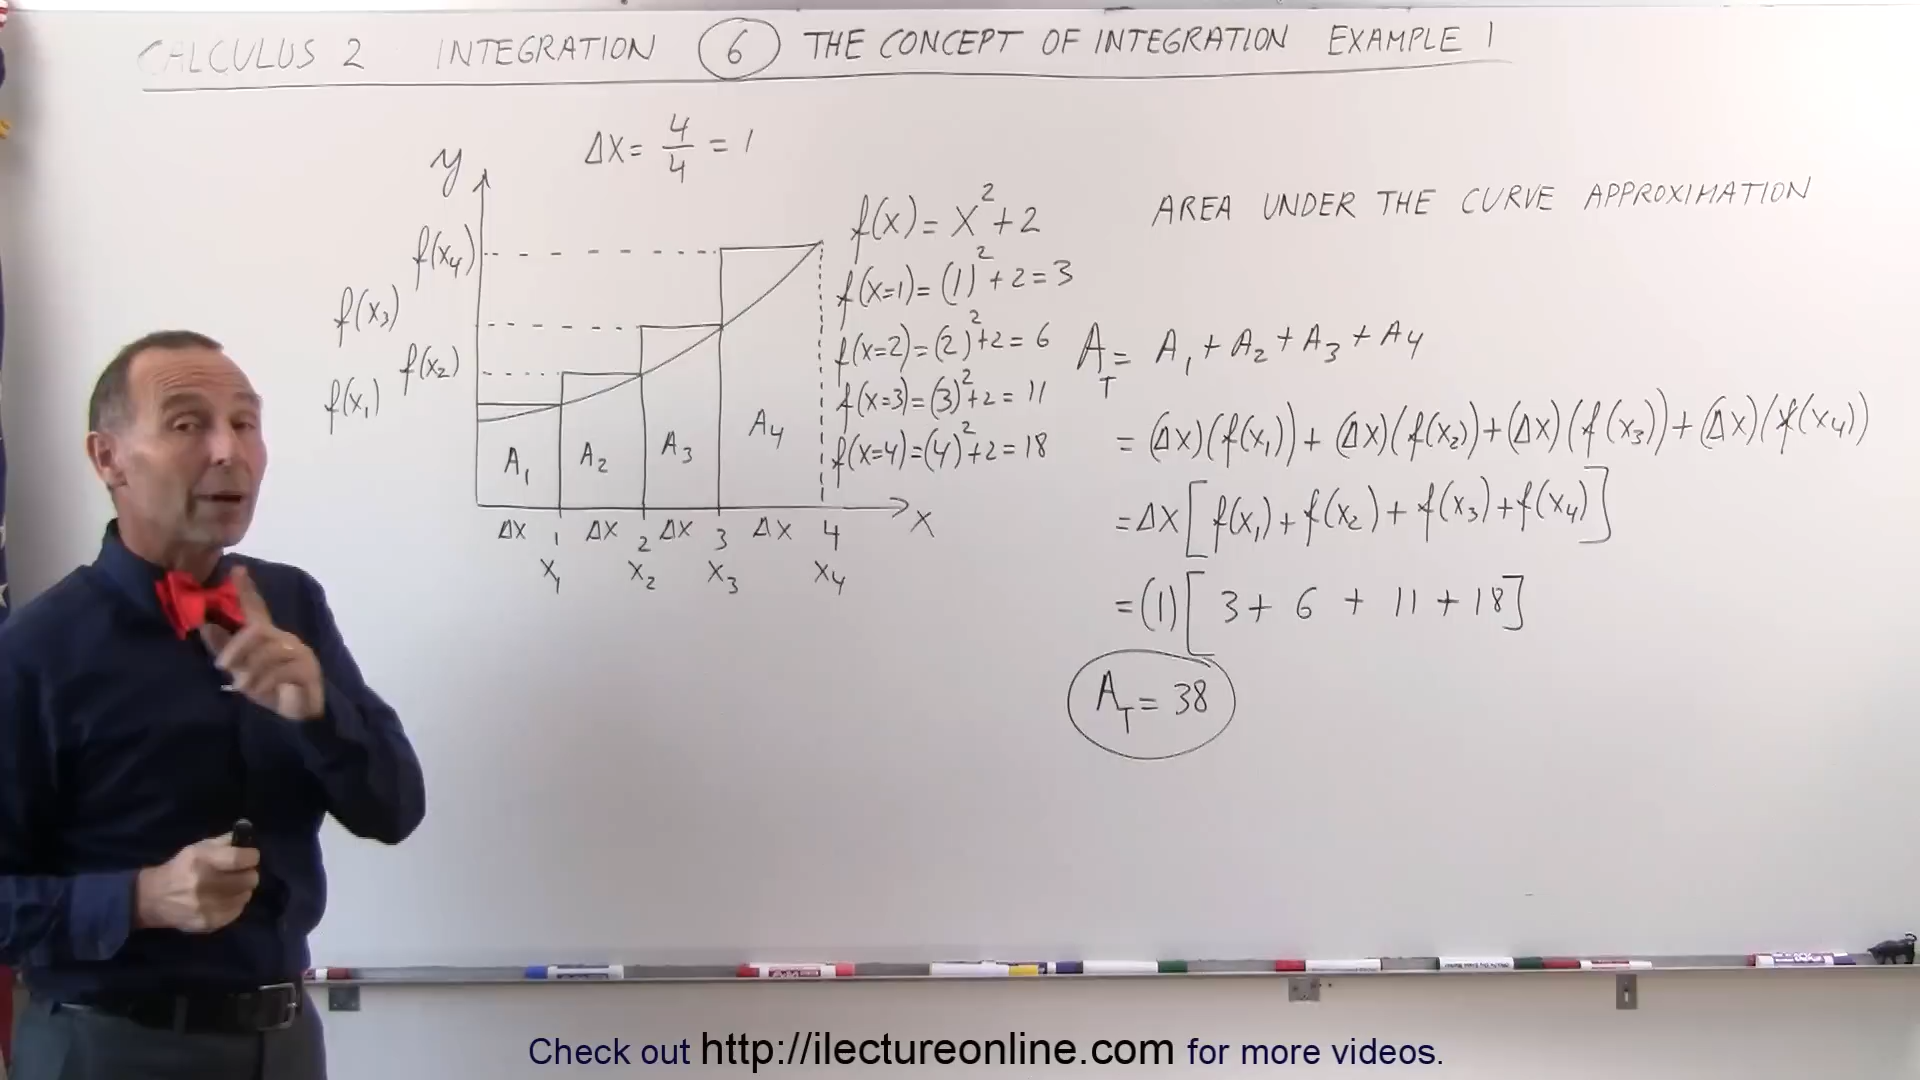 CALCULUS 2 INTEGRATION 6 THE CONCEPT OF INTEGRATION EXAMPLE 1
ΔX = 4/4 = 1
y
f(x₄)
f(x₃)
f(x₂)
f(x₁)
A₁ A₂ A₃ A₄
ΔX 1 ΔX 2 ΔX 3 ΔX 4 X
X₁ X₂ X₃ X₄
f(x) = X² + 2
f(x=1) = (1)² + 2 = 3
f(x=2) = (2)² + 2 = 6
f(x=3) = (3)² + 2 = 11
f(x=4) = (4)² + 2 = 18
AREA UNDER THE CURVE APPROXIMATION
A_T = A₁ + A₂ + A₃ + A₄
= (ΔX)(f(x₁)) + (ΔX)(f(x₂)) + (ΔX)(f(x₃)) + (ΔX)(f(x₄))
= ΔX [ f(x₁) + f(x₂) + f(x₃) + f(x₄) ]
= (1) [ 3 + 6 + 11 + 18 ]
A_T = 38
Check out http://ilectureonline.com for more videos.